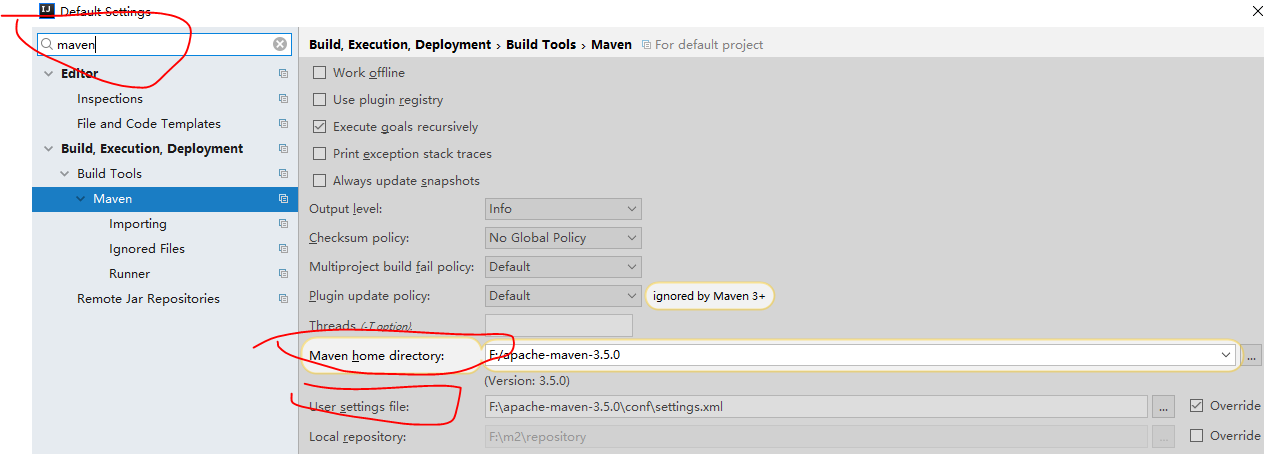 Default Settings
maven
Editor
Inspections
File and Code Templates
Build, Execution, Deployment
Build Tools
Maven
Importing
Ignored Files
Runner
Remote Jar Repositories
Build, Execution, Deployment › Build Tools › Maven For default project
Work offline
Use plugin registry
Execute goals recursively
Print exception stack traces
Always update snapshots
Output level: Info
Checksum policy: No Global Policy
Multiproject build fail policy: Default
Plugin update policy: Default ignored by Maven 3+
Threads (-T option).
Maven home directory: F:/apache-maven-3.5.0 ...
(Version: 3.5.0)
User settings file: F:\apache-maven-3.5.0\conf\settings.xml ... Override
Local repository: F:\m2\repository ... Override